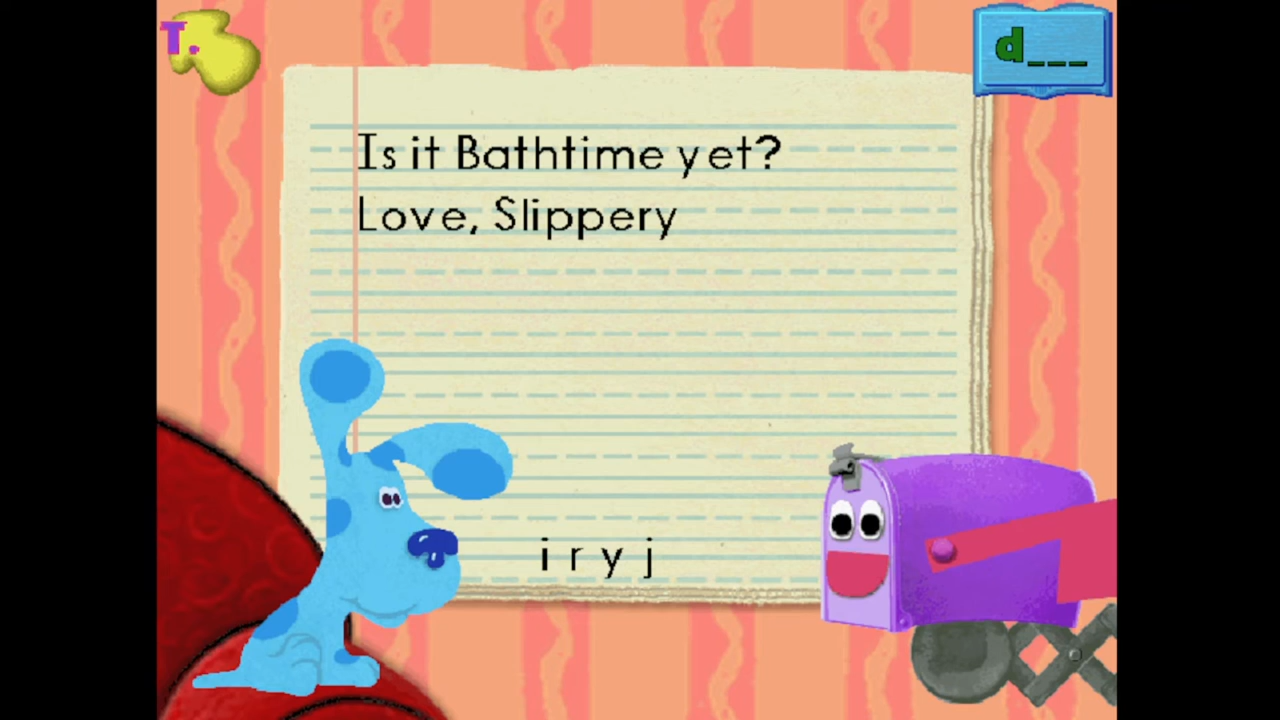 T.
d___
Is it Bathtime yet?
Love, Slippery
i r y j